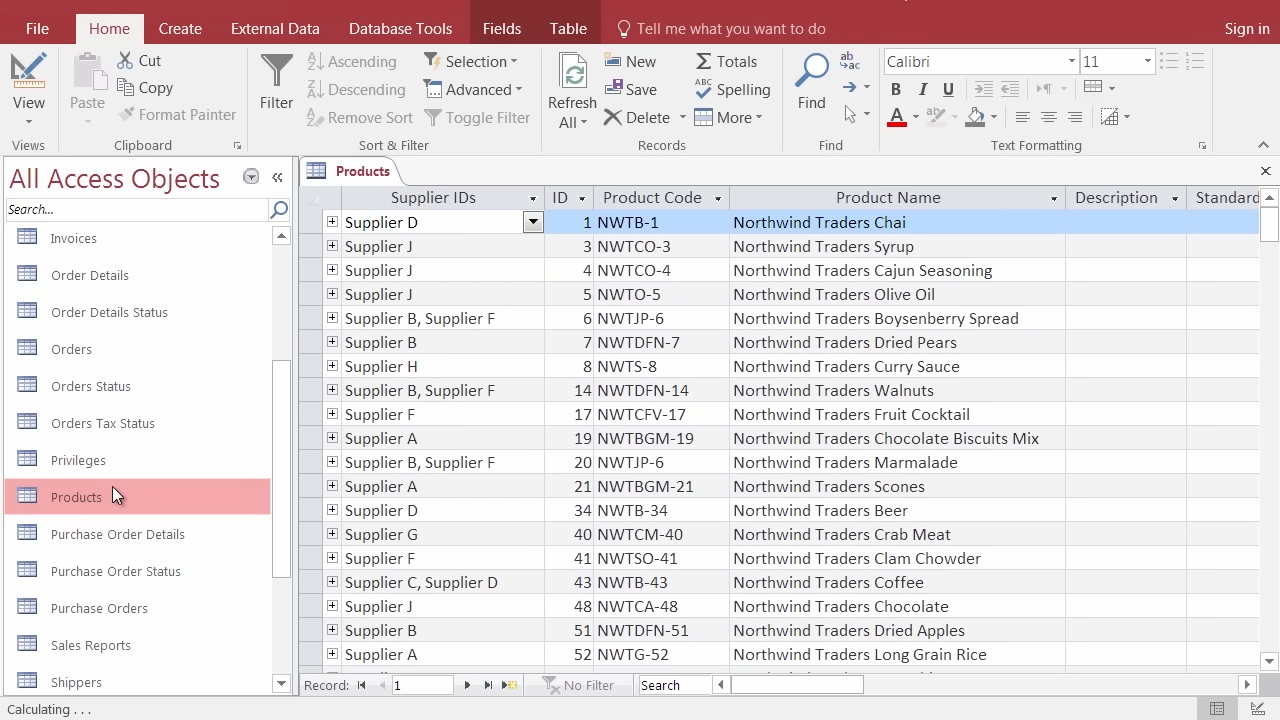 File Home Create External Data Database Tools Fields Table Tell me what you want to do Sign in
View
Views
Paste
Cut
Copy
Format Painter
Clipboard
Filter
Ascending
Descending
Remove Sort
Selection
Advanced
Toggle Filter
Sort & Filter
Refresh
All
New
Save
Delete
Totals
Spelling
More
Records
Find
Find
Calibri 11
B I U
A
Text Formatting
All Access Objects
Search...
Invoices
Order Details
Order Details Status
Orders
Orders Status
Orders Tax Status
Privileges
Products
Purchase Order Details
Purchase Order Status
Purchase Orders
Sales Reports
Shippers
Products
Supplier IDs ID Product Code Product Name Description Standard
Supplier D 1 NWTB-1 Northwind Traders Chai
Supplier J 3 NWTCO-3 Northwind Traders Syrup
Supplier J 4 NWTCO-4 Northwind Traders Cajun Seasoning
Supplier J 5 NWTO-5 Northwind Traders Olive Oil
Supplier B, Supplier F 6 NWTJP-6 Northwind Traders Boysenberry Spread
Supplier B 7 NWTDFN-7 Northwind Traders Dried Pears
Supplier H 8 NWTS-8 Northwind Traders Curry Sauce
Supplier B, Supplier F 14 NWTDFN-14 Northwind Traders Walnuts
Supplier F 17 NWTCFV-17 Northwind Traders Fruit Cocktail
Supplier A 19 NWTBGM-19 Northwind Traders Chocolate Biscuits Mix
Supplier B, Supplier F 20 NWTJP-6 Northwind Traders Marmalade
Supplier A 21 NWTBGM-21 Northwind Traders Scones
Supplier D 34 NWTB-34 Northwind Traders Beer
Supplier G 40 NWTCM-40 Northwind Traders Crab Meat
Supplier F 41 NWTSO-41 Northwind Traders Clam Chowder
Supplier C, Supplier D 43 NWTB-43 Northwind Traders Coffee
Supplier J 48 NWTCA-48 Northwind Traders Chocolate
Supplier B 51 NWTDFN-51 Northwind Traders Dried Apples
Supplier A 52 NWTG-52 Northwind Traders Long Grain Rice
Record: 1 No Filter Search
Calculating . . .